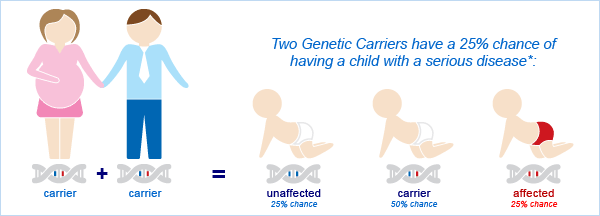 Two Genetic Carriers have a 25% chance of
having a child with a serious disease*:
carrier + carrier = unaffected carrier affected
25% chance 50% chance 25% chance